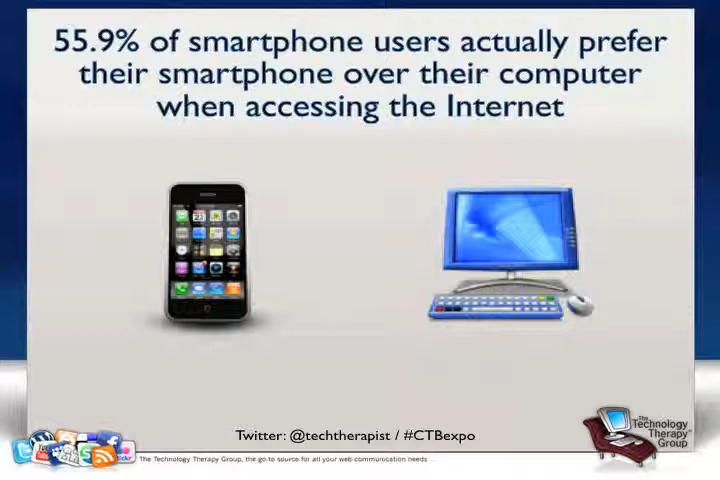 55.9% of smartphone users actually prefer
their smartphone over their computer
when accessing the Internet
Twitter: @techtherapist / #CTBexpo
The
Technology
Therapy
Group
The Technology Therapy Group, the go-to source for all your web communication needs